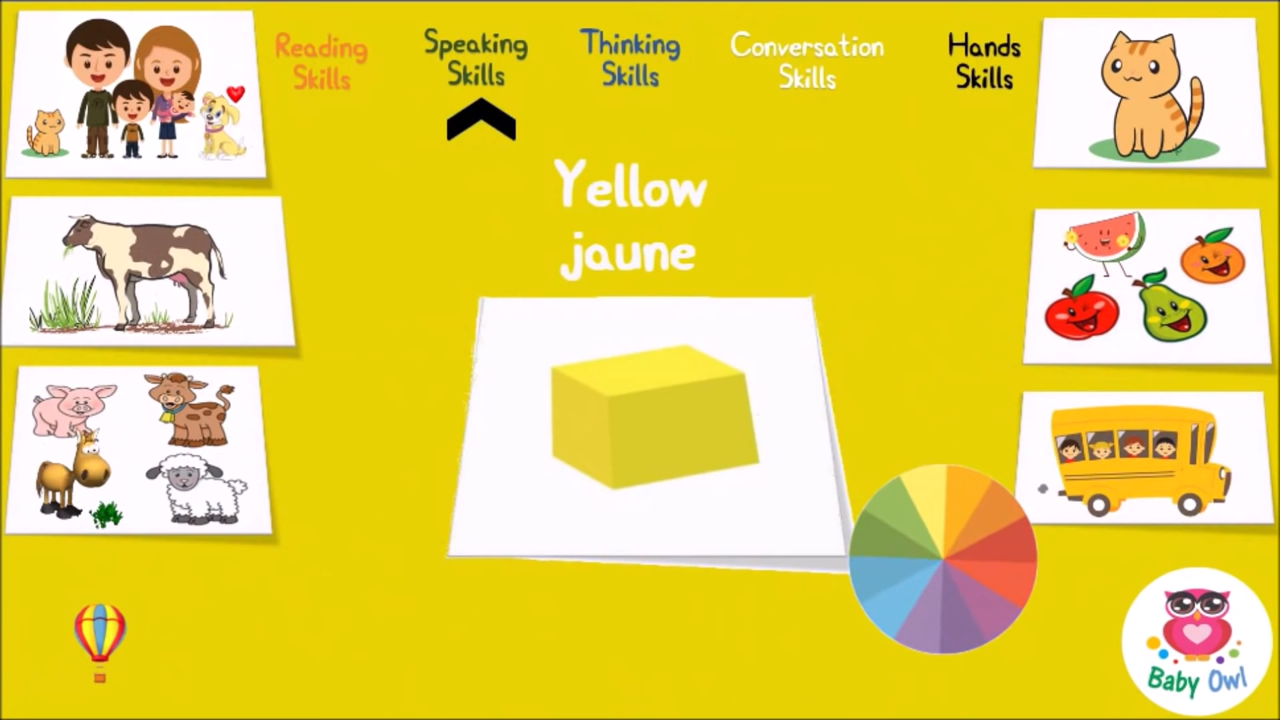 Reading
Skills
Speaking
Skills
Thinking
Skills
Conversation
Skills
Hands
Skills
Yellow
jaune
Baby Owl